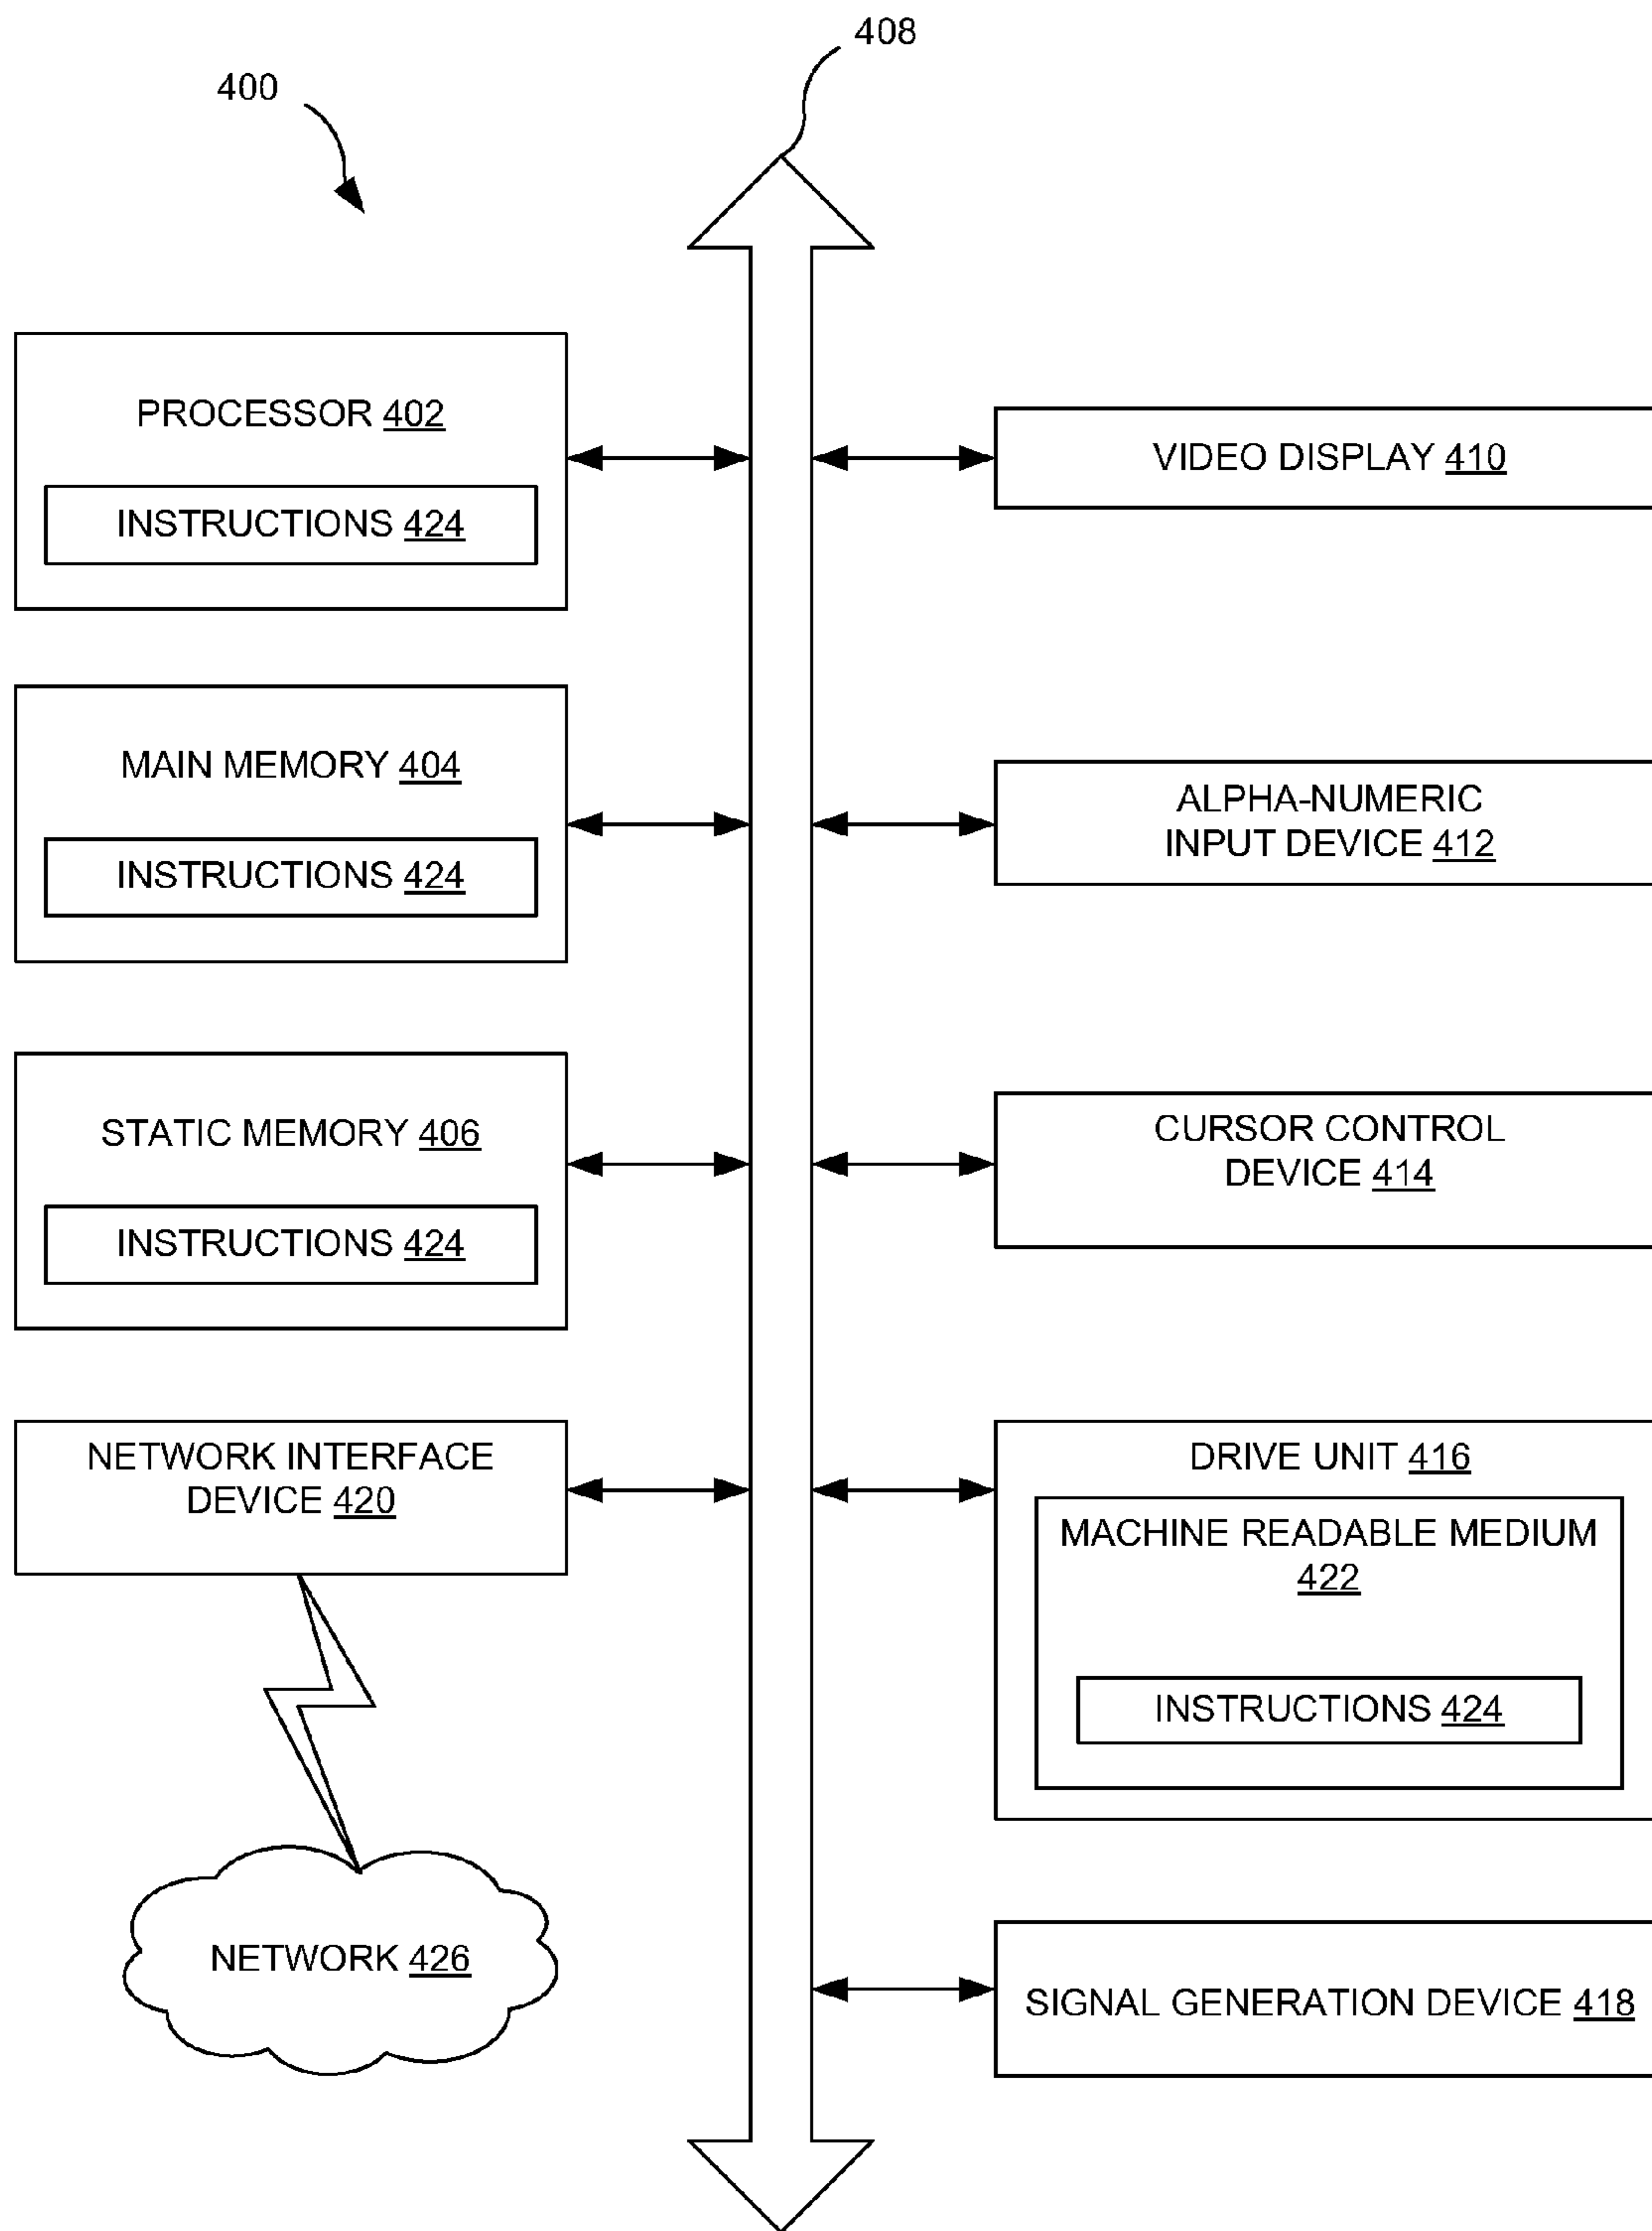 408
400
PROCESSOR 402
INSTRUCTIONS 424
MAIN MEMORY 404
INSTRUCTIONS 424
STATIC MEMORY 406
INSTRUCTIONS 424
NETWORK INTERFACE
DEVICE 420
NETWORK 426
VIDEO DISPLAY 410
ALPHA-NUMERIC
INPUT DEVICE 412
CURSOR CONTROL
DEVICE 414
DRIVE UNIT 416
MACHINE READABLE MEDIUM
422
INSTRUCTIONS 424
SIGNAL GENERATION DEVICE 418